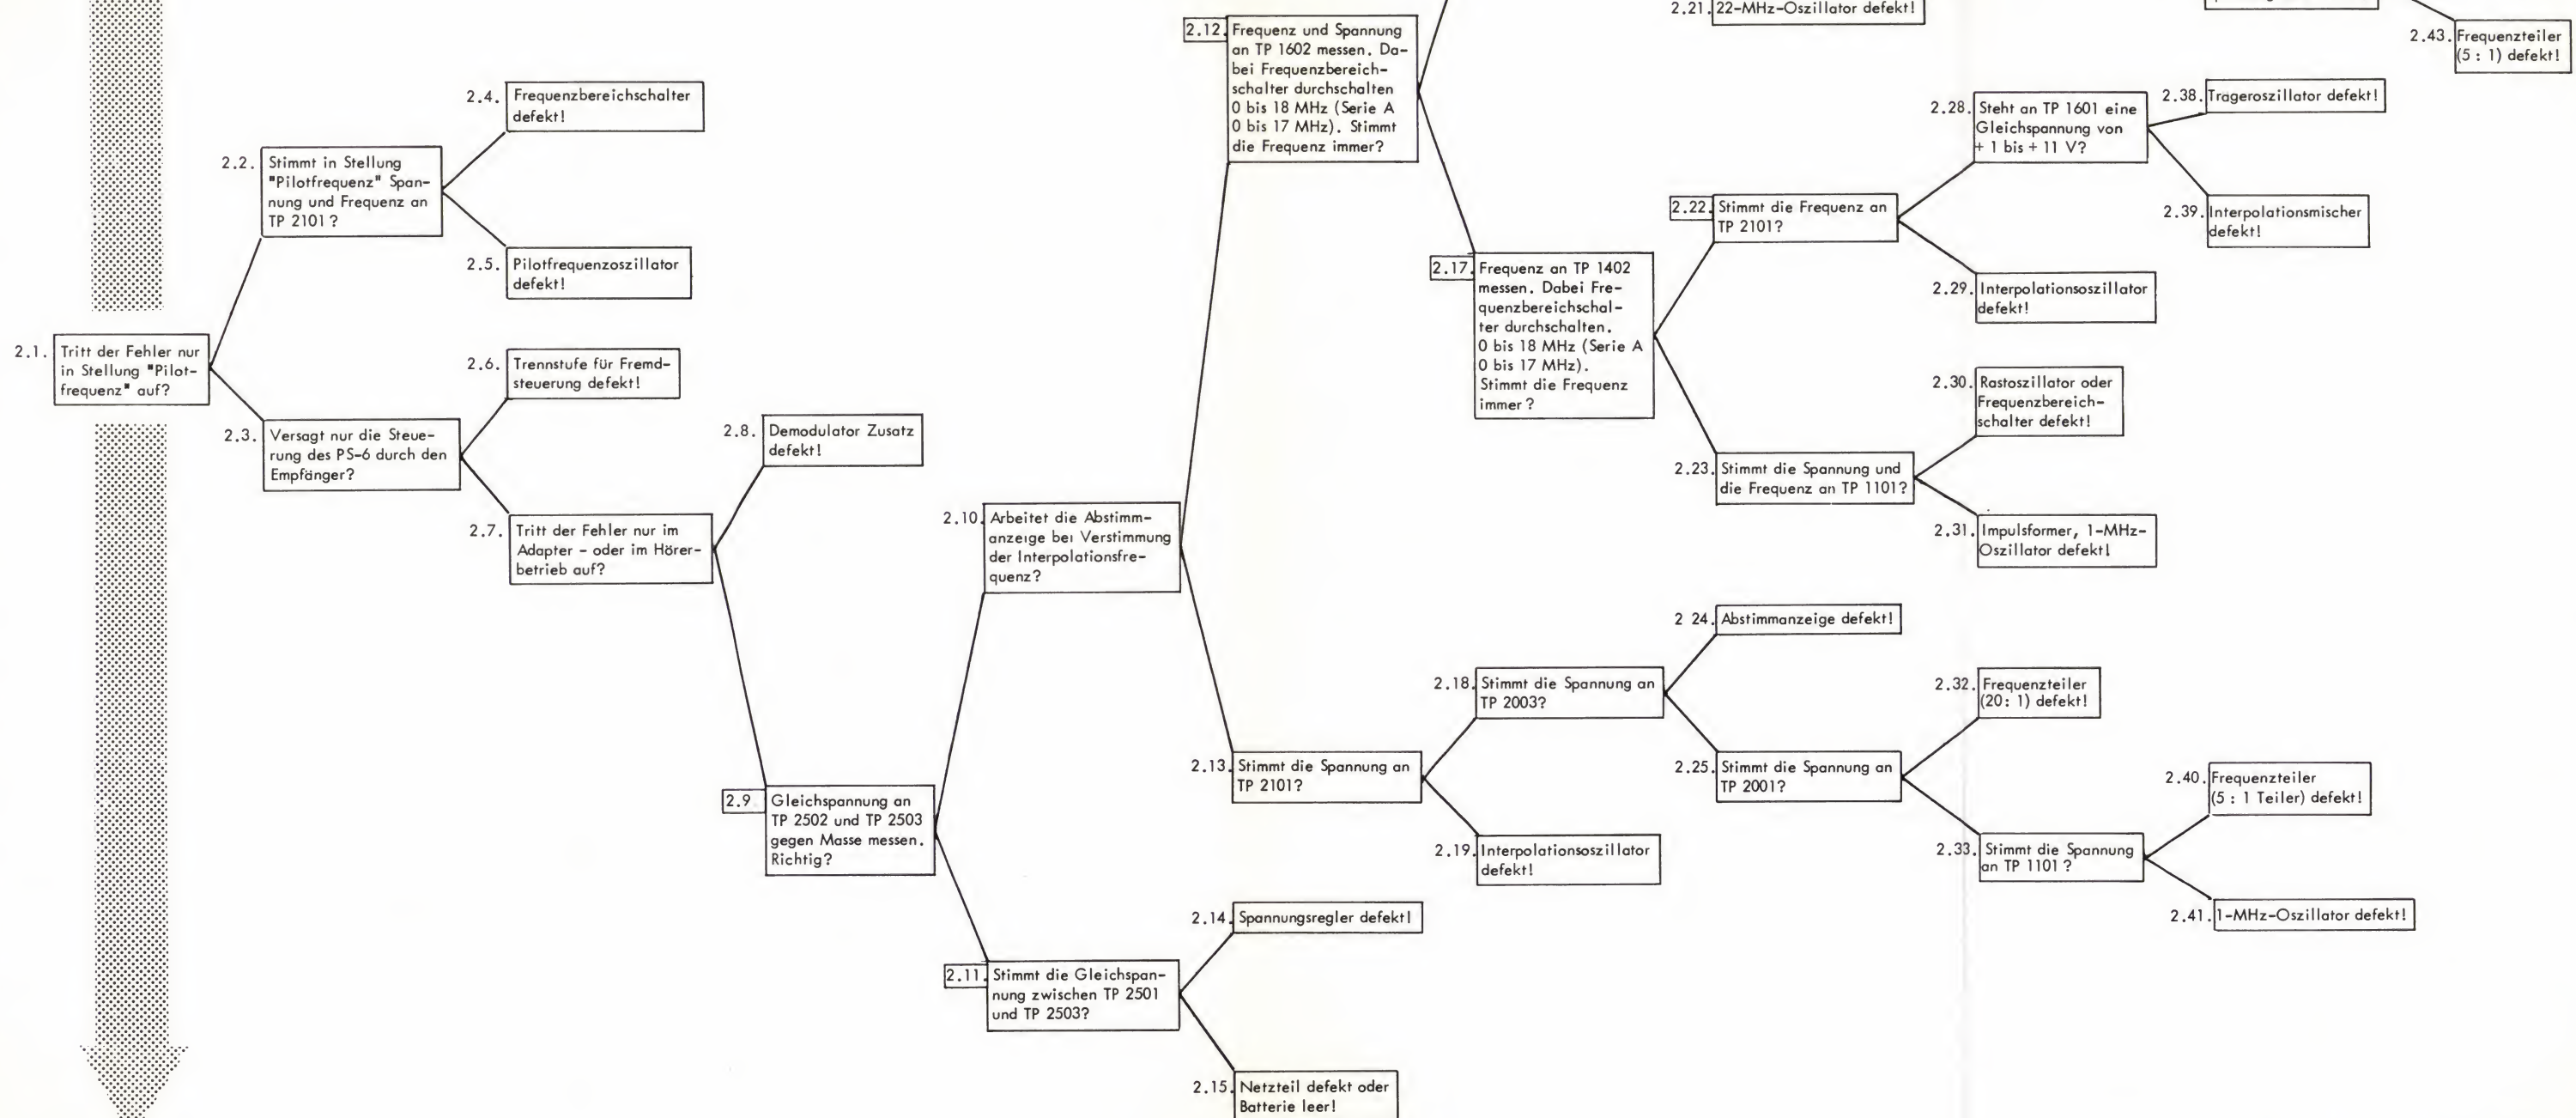 2.1. Tritt der Fehler nur
in Stellung "Pilot-
frequenz" auf?
2.2. Stimmt in Stellung
"Pilotfrequenz" Span-
nung und Frequenz an
TP 2101?
2.3. Versagt nur die Steue-
rung des PS-6 durch den
Empfänger?
2.4. Frequenzbereichschalter
defekt!
2.5. Pilotfrequenzoszillator
defekt!
2.6. Trennstufe für Fremd-
steuerung defekt!
2.7. Tritt der Fehler nur im
Adapter - oder im Hörer-
betrieb auf?
2.8. Demodulator Zusatz
defekt!
2.9 Gleichspannung an
TP 2502 und TP 2503
gegen Masse messen.
Richtig?
2.10. Arbeitet die Abstimm-
anzeige bei Verstimmung
der Interpolationsfre-
quenz?
2.11. Stimmt die Gleichspan-
nung zwischen TP 2501
und TP 2503?
2.12. Frequenz und Spannung
an TP 1602 messen. Da-
bei Frequenzbereich-
schalter durchschalten
0 bis 18 MHz (Serie A
0 bis 17 MHz). Stimmt
die Frequenz immer?
2.13. Stimmt die Spannung an
TP 2101?
2.14. Spannungsregler defekt!
2.15. Netzteil defekt oder
Batterie leer!
2.17. Frequenz an TP 1402
messen. Dabei Fre-
quenzbereichschal-
ter durchschalten.
0 bis 18 MHz (Serie A
0 bis 17 MHz).
Stimmt die Frequenz
immer?
2.18. Stimmt die Spannung an
TP 2003?
2.19. Interpolationsoszillator
defekt!
2.21. 22-MHz-Oszillator defekt!
2.22. Stimmt die Frequenz an
TP 2101?
2.23. Stimmt die Spannung und
die Frequenz an TP 1101?
2 24. Abstimmanzeige defekt!
2.25. Stimmt die Spannung an
TP 2001?
2.28. Steht an TP 1601 eine
Gleichspannung von
+ 1 bis + 11 V?
2.29. Interpolationsoszillator
defekt!
2.30. Rastoszillator oder
Frequenzbereich-
schalter defekt!
2.31. Impulsformer, 1-MHz-
Oszillator defekt!
2.32. Frequenzteiler
(20: 1) defekt!
2.33. Stimmt die Spannung
an TP 1101 ?
2.38. Trageroszillator defekt!
2.39. Interpolationsmischer
defekt!
2.40. Frequenzteiler
(5 : 1 Teiler) defekt!
2.41. 1-MHz-Oszillator defekt!
2.43. Frequenzteiler
(5 : 1) defekt!